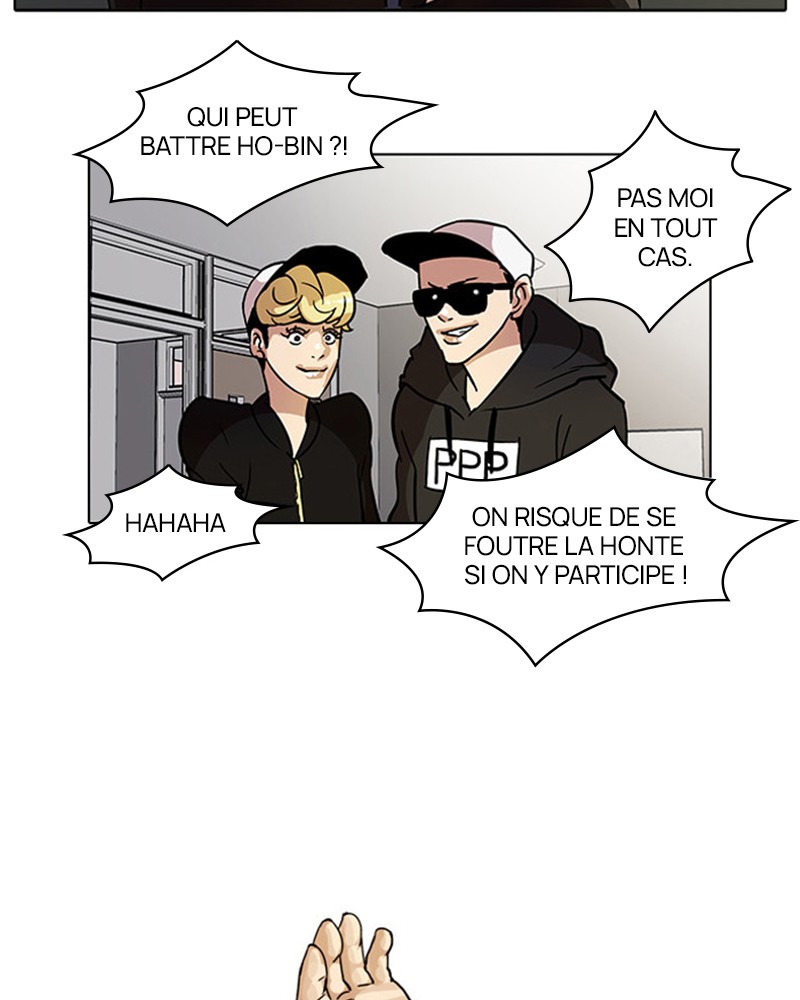 QUI PEUT
BATTRE HO-BIN ?!
PAS MOI
EN TOUT
CAS.
PPP
HAHAHA
ON RISQUE DE SE
FOUTRE LA HONTE
SI ON Y PARTICIPE !